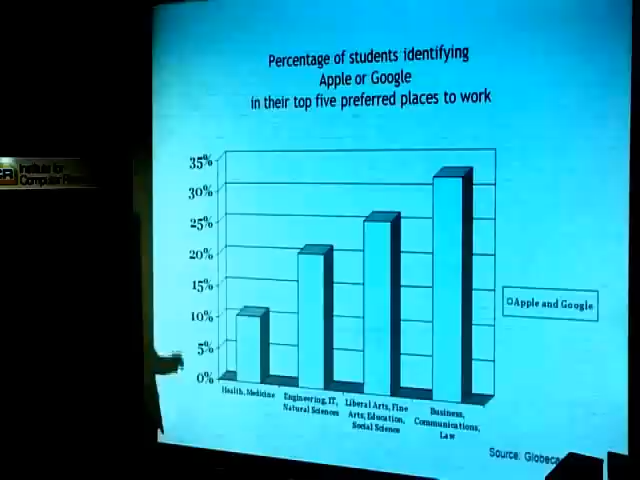 Percentage of students identifying
Apple or Google
in their top five preferred places to work
Institute for
35%
30%
25%
20%
15%
10%
5%
0%
Apple and Google
Health, Medicine
Engineering, IT,
Natural Sciences
Liberal Arts, Fine
Arts, Education,
Social Science
Business,
Communications,
Law
Source: